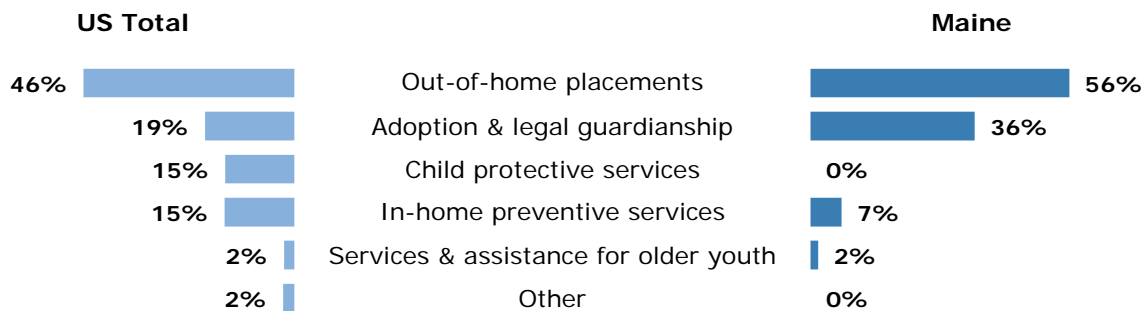 US Total Maine
46% Out-of-home placements 56%
19% Adoption & legal guardianship 36%
15% Child protective services 0%
15% In-home preventive services 7%
2% Services & assistance for older youth 2%
2% Other 0%